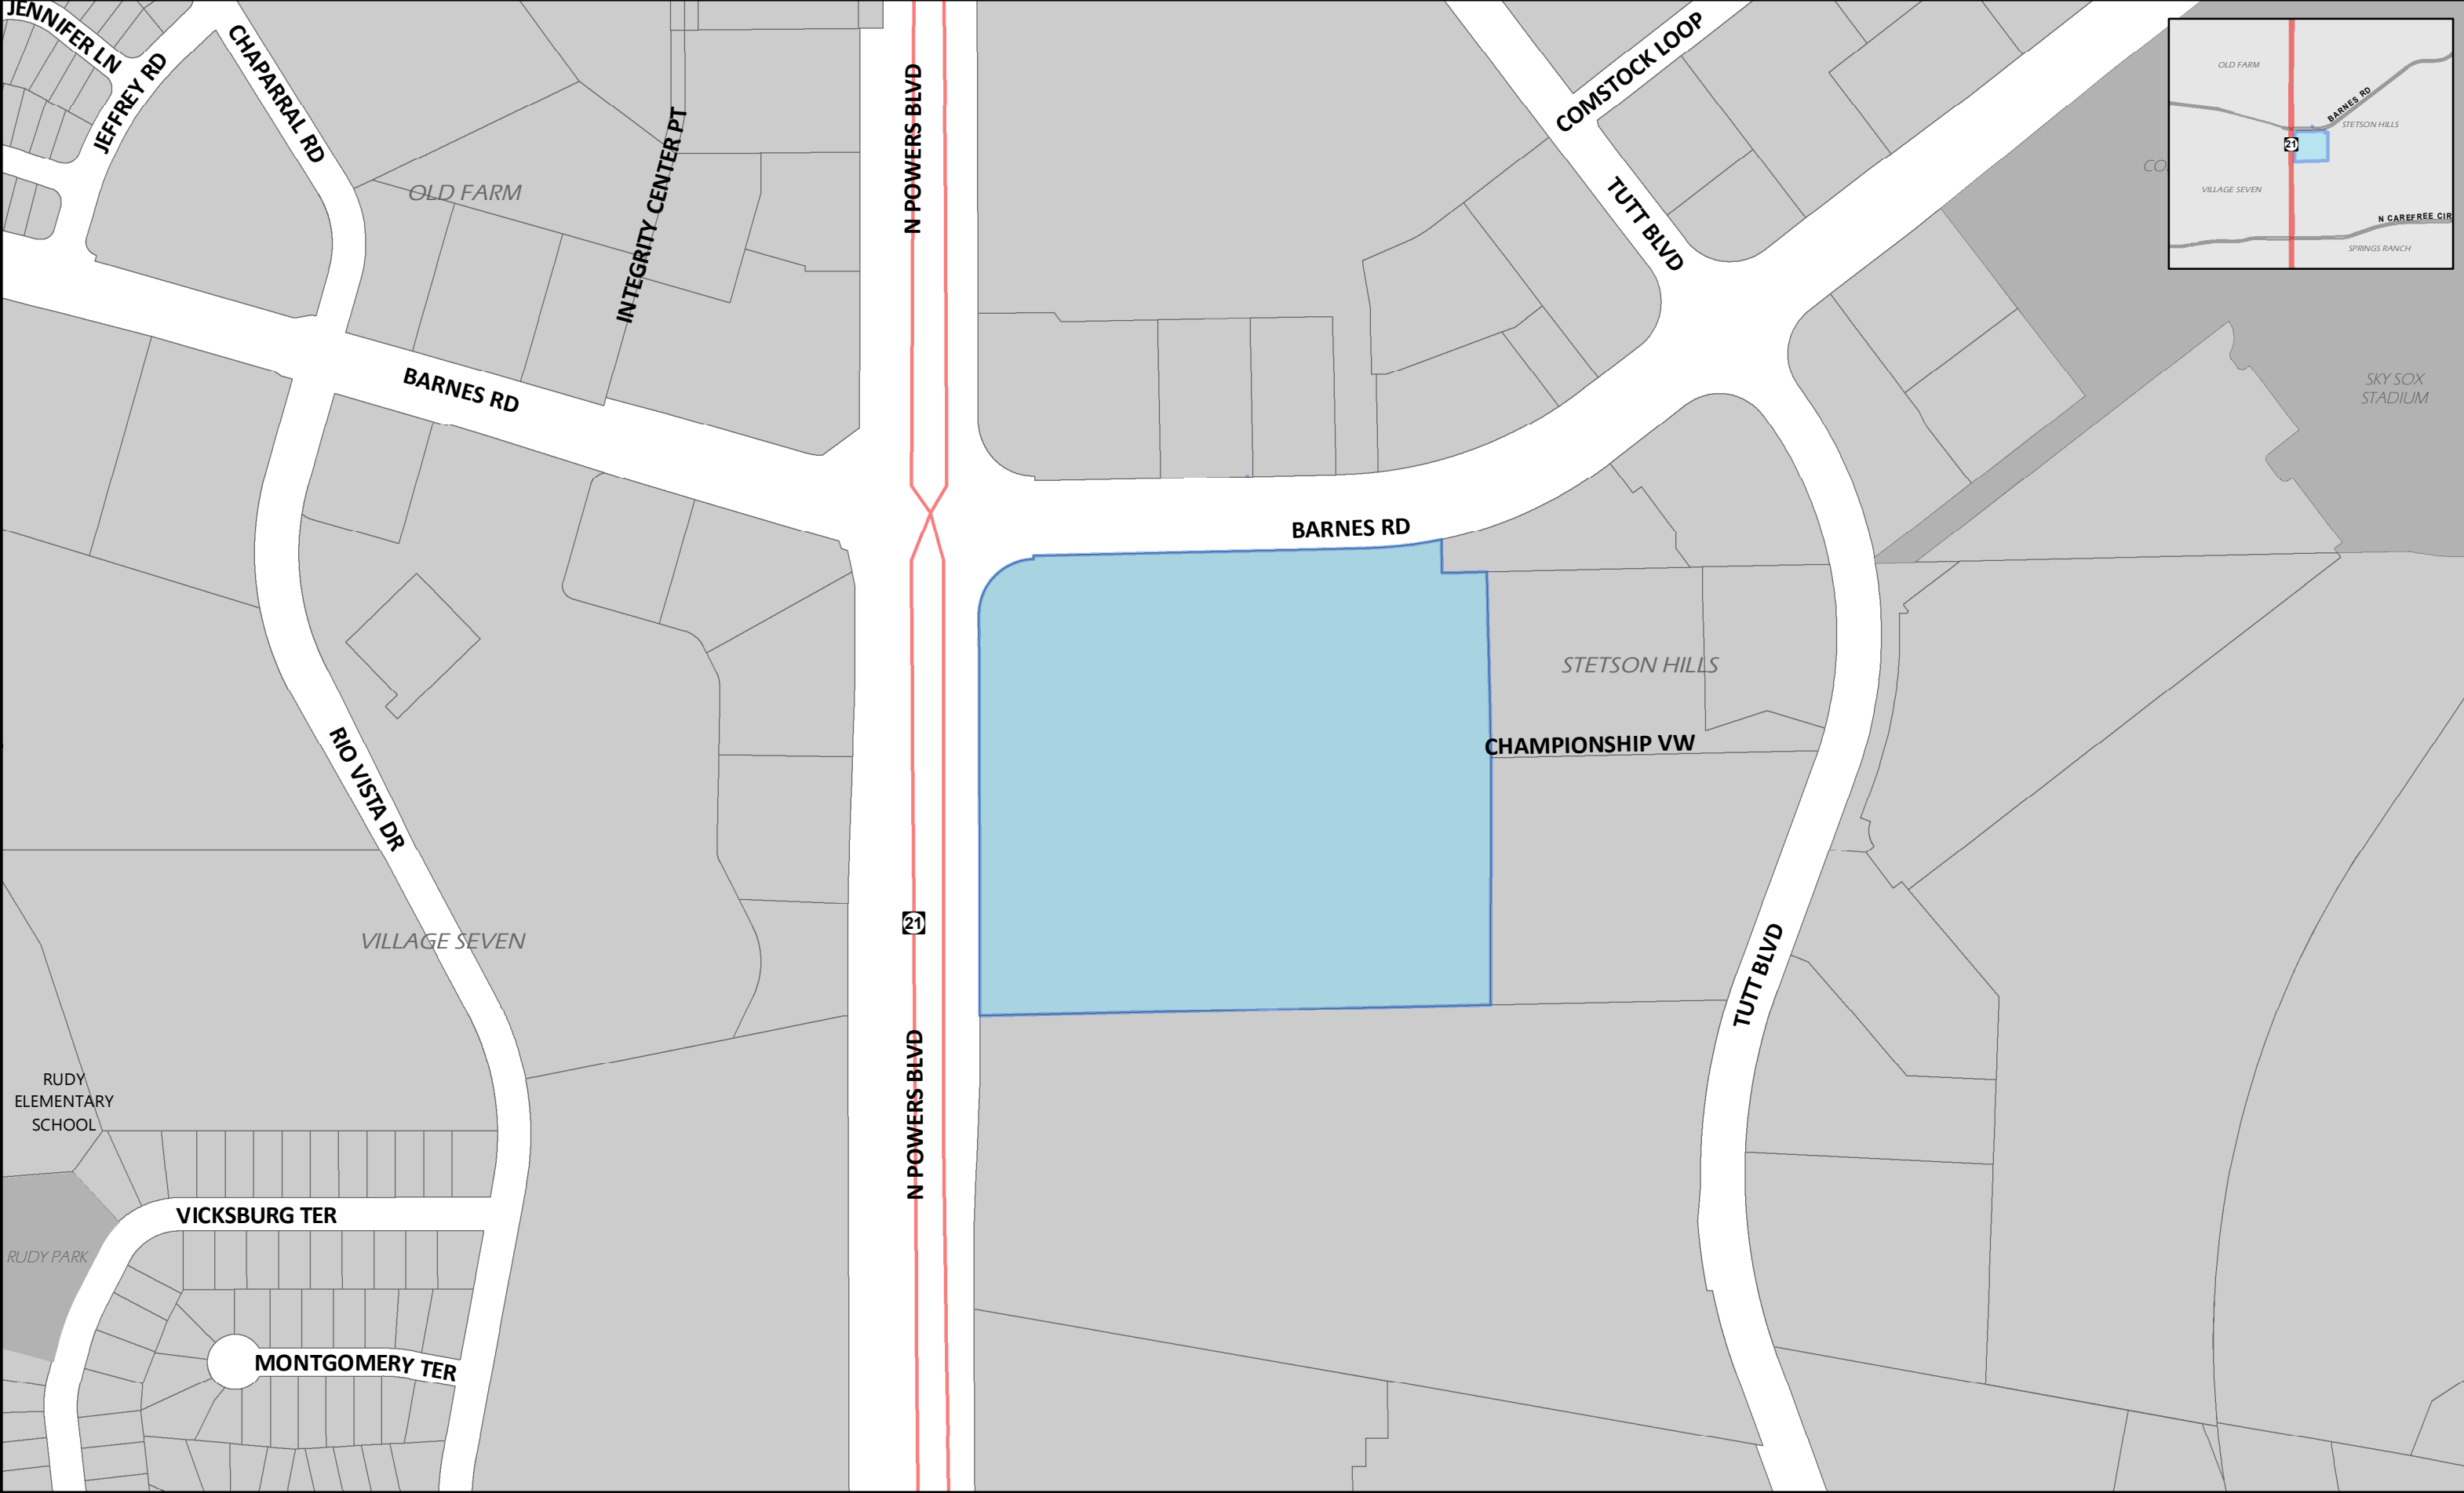 JENNIFER LN
JEFFREY RD
CHAPARRAL RD
OLD FARM
INTEGRITY CENTER PT
N POWERS BLVD
COMSTOCK LOOP
TUTT BLVD
OLD FARM
BARNES RD
STETSON HILLS
21
VILLAGE SEVEN
N CAREFREE CIR
SPRINGS RANCH
SKY SOX
STADIUM
BARNES RD
BARNES RD
STETSON HILLS
CHAMPIONSHIP VW
RIO VISTA DR
21
VILLAGE SEVEN
TUTT BLVD
N POWERS BLVD
RUDY
ELEMENTARY
SCHOOL
VICKSBURG TER
RUDY PARK
MONTGOMERY TER